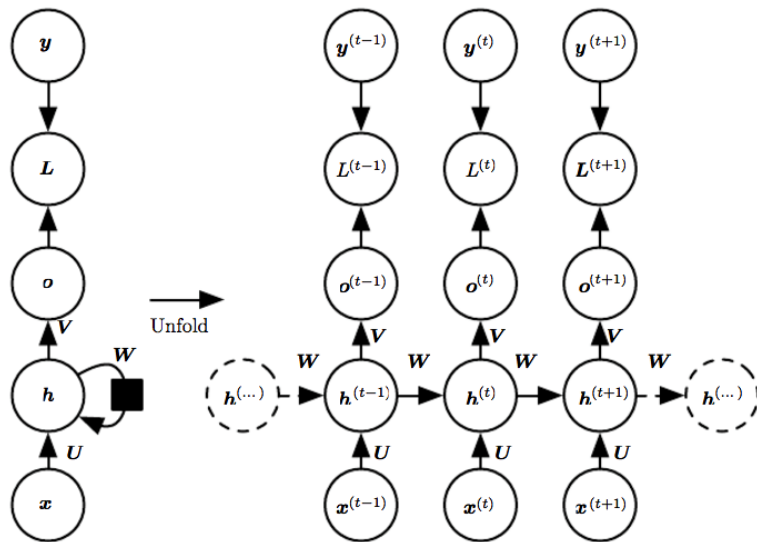 y y^(t−1) y^(t) y^(t+1)
L L^(t−1) L^(t) L^(t+1)
o o^(t−1) o^(t) o^(t+1)
Unfold
V V V V
W W W W W
h h^(...) h^(t−1) h^(t) h^(t+1) h^(...)
U U U U
x x^(t−1) x^(t) x^(t+1)